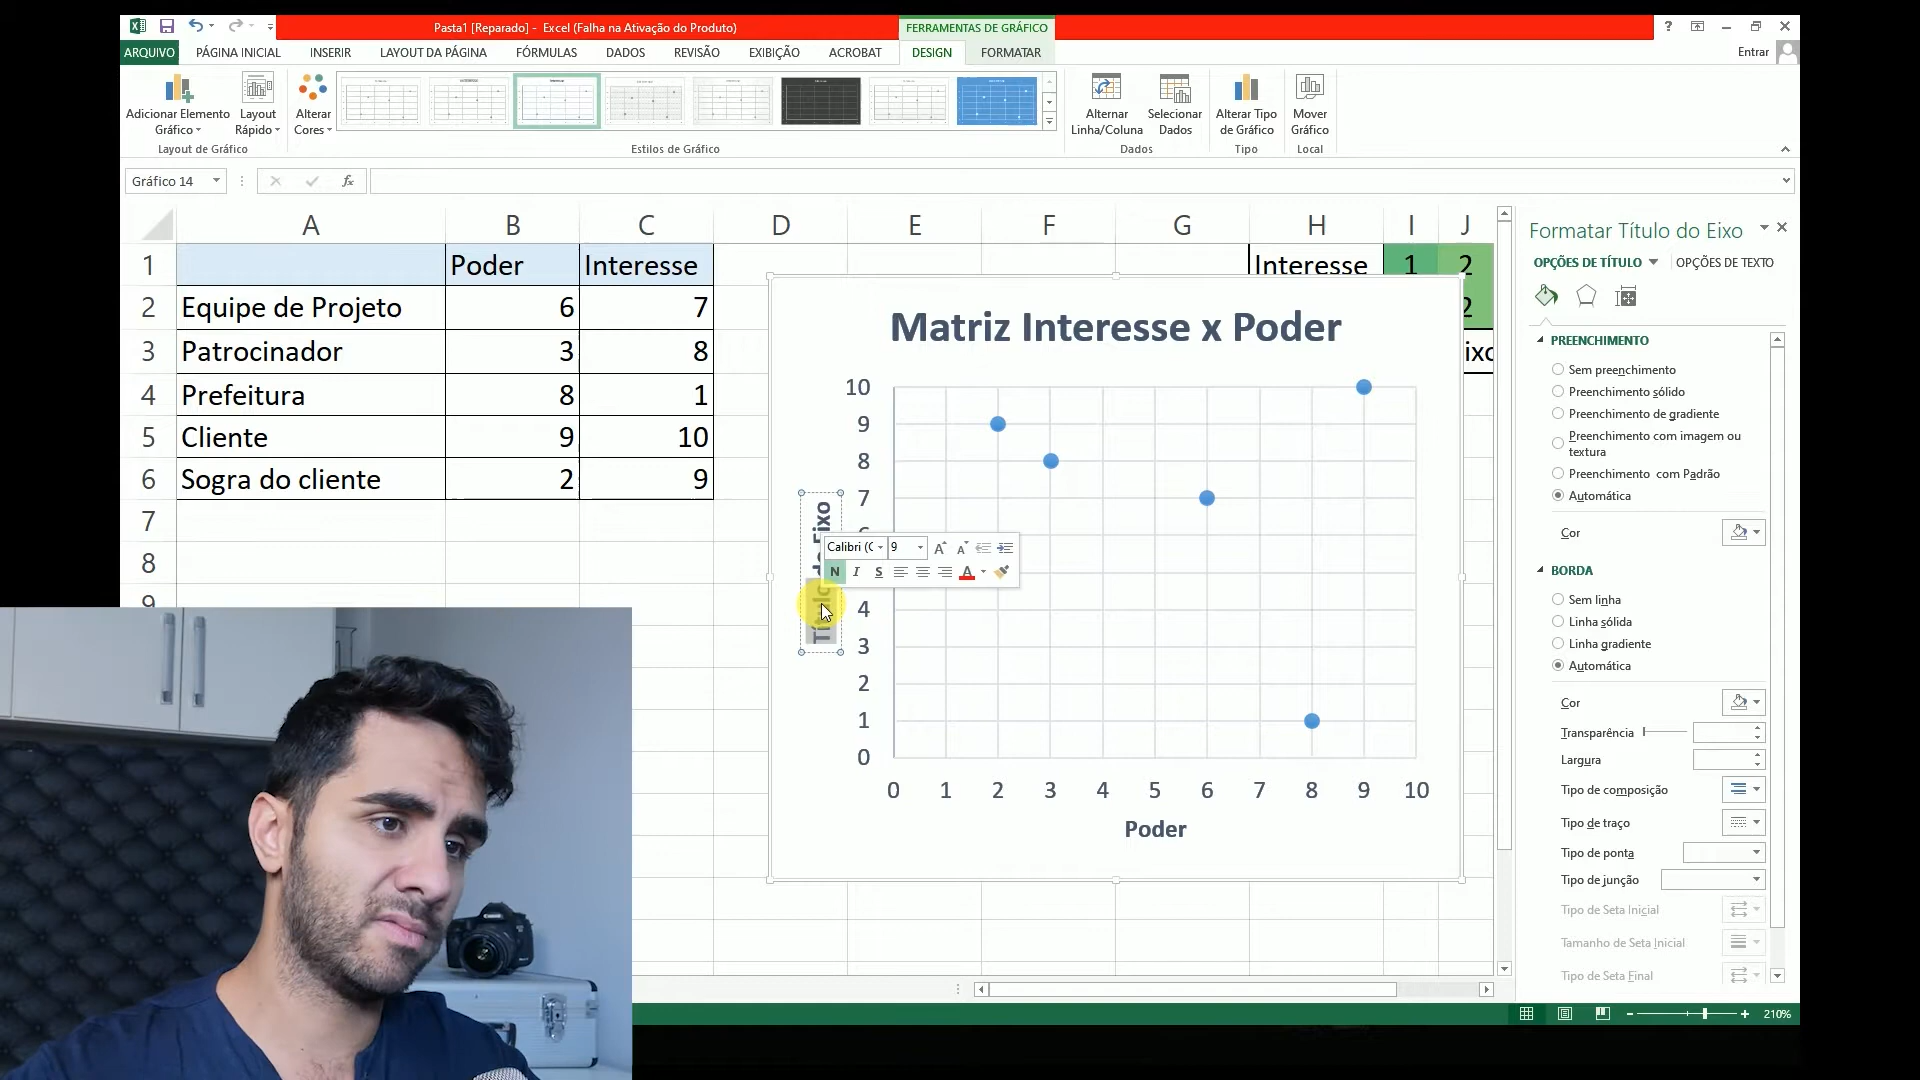 Pasta1 [Reparado] - Excel (Falha na Ativação do Produto)
FERRAMENTAS DE GRÁFICO
?
ARQUIVO PÁGINA INICIAL INSERIR LAYOUT DA PÁGINA FÓRMULAS DADOS REVISÃO EXIBIÇÃO ACROBAT DESIGN FORMATAR Entrar
Adicionar Elemento Gráfico
Layout Rápido
Alterar Cores
Alternar Linha/Coluna
Selecionar Dados
Alterar Tipo de Gráfico
Mover Gráfico
Layout de Gráfico Estilos de Gráfico Dados Tipo Local
Gráfico 14 fx
A B C D E F G H I J
1 Poder Interesse Interesse 1 2
2 Equipe de Projeto 6 7 2
3 Patrocinador 3 8 ixo
4 Prefeitura 8 1
5 Cliente 9 10
6 Sogra do cliente 2 9
7
8
9
Matriz Interesse x Poder
10
9
8
7
4
3
2
1
0
0 1 2 3 4 5 6 7 8 9 10
Poder
Eixo
Calibri (C 9 A A
N I S A
Formatar Título do Eixo
OPÇÕES DE TÍTULO OPÇÕES DE TEXTO
PREENCHIMENTO
Sem preenchimento
Preenchimento sólido
Preenchimento de gradiente
Preenchimento com imagem ou
textura
Preenchimento com Padrão
Automática
Cor
BORDA
Sem linha
Linha sólida
Linha gradiente
Automática
Cor
Transparência
Largura
Tipo de composição
Tipo de traço
Tipo de ponta
Tipo de junção
Tipo de Seta Inicial
Tamanho de Seta Inicial
Tipo de Seta Final
210%